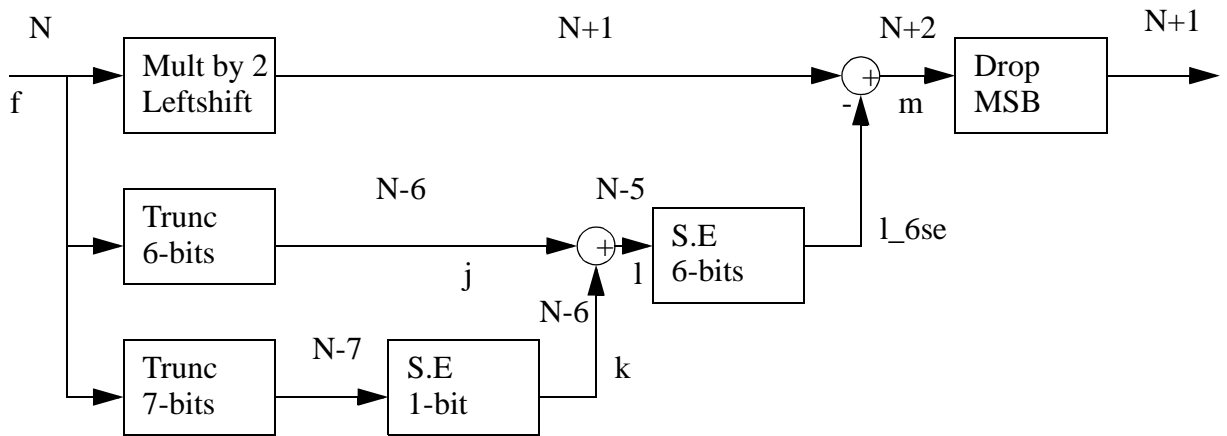 N
N+1
N+2
N+1
Mult by 2
Leftshift
+
Drop
MSB
f
-
m
N-6
N-5
Trunc
6-bits
+
S.E
6-bits
l_6se
j
l
N-6
N-7
Trunc
7-bits
S.E
1-bit
k